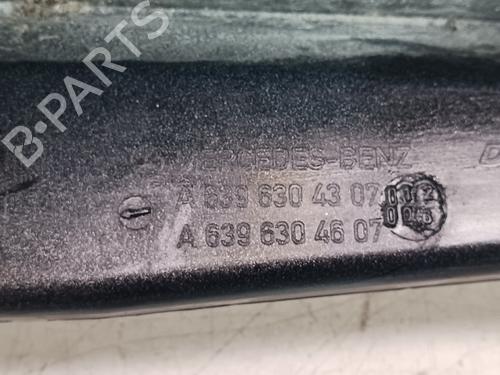 B-PARTS
MERCEDES-BENZ
A 639 630 43 07
A 639 630 46 07